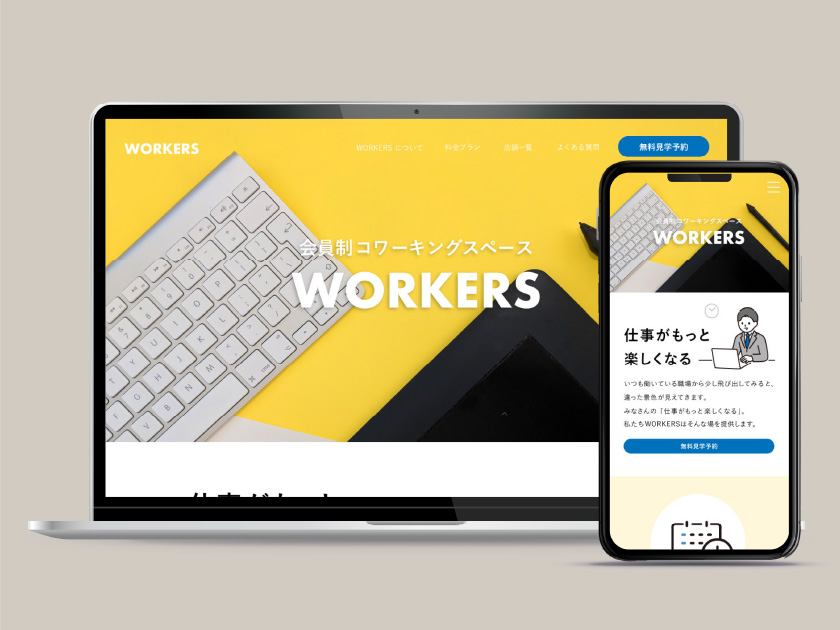 WORKERS
WORKERS について 料金プラン 店舗一覧 よくある質問 無料見学予約
会員制コワーキングスペース
WORKERS
会員制コワーキングスペース
WORKERS
仕事がもっと
楽しくなる
いつも働いている職場から少し飛び出してみると、
違った景色が見えてきます。
みなさんの「仕事がもっと楽しくなる」。
私たちWORKERSはそんな場を提供します。
無料見学予約